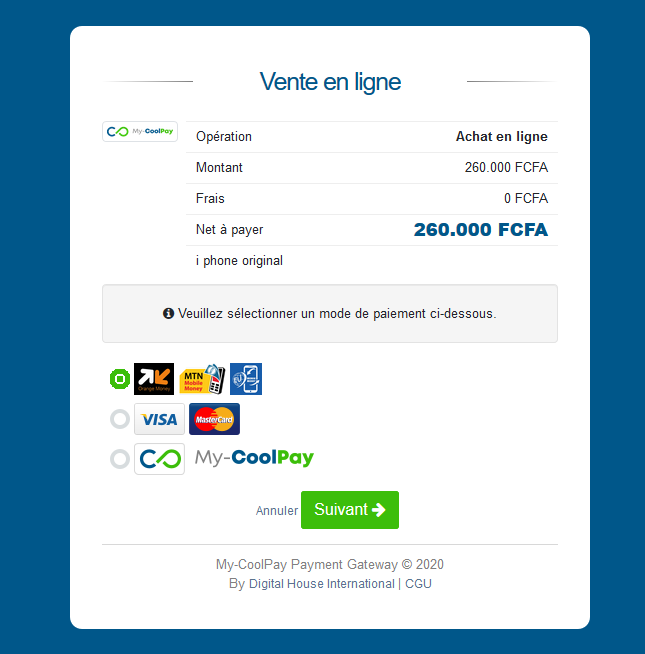 Vente en ligne
My-CoolPay
Opération Achat en ligne
Montant 260.000 FCFA
Frais 0 FCFA
Net à payer 260.000 FCFA
i phone original
Veuillez sélectionner un mode de paiement ci-dessous.
Orange Money MTN Mobile Money
VISA MasterCard
My-CoolPay
Annuler Suivant
My-CoolPay Payment Gateway © 2020
By Digital House International | CGU